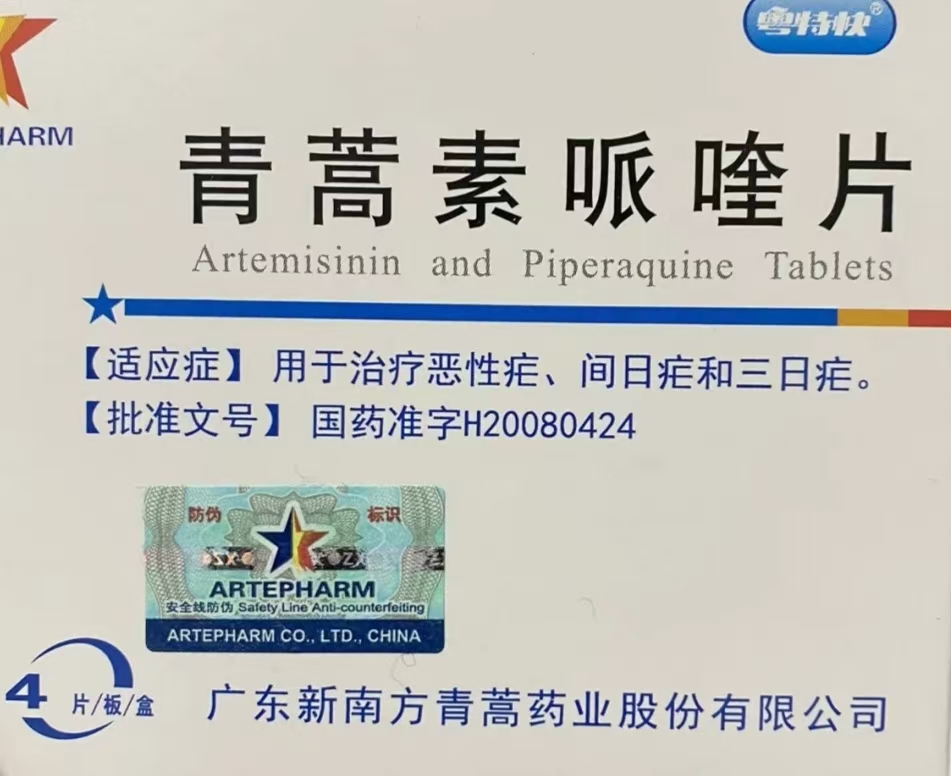 粤特快®
HARM
青蒿素哌喹片
Artemisinin and Piperaquine Tablets
【适应症】 用于治疗恶性疟、间日疟和三日疟。
【批准文号】 国药准字H20080424
防伪 标识
ARTEPHARM
安全线防伪 Safety Line Anti-counterfeiting
ARTEPHARM CO., LTD., CHINA
4 片/板/盒
广东新南方青蒿药业股份有限公司